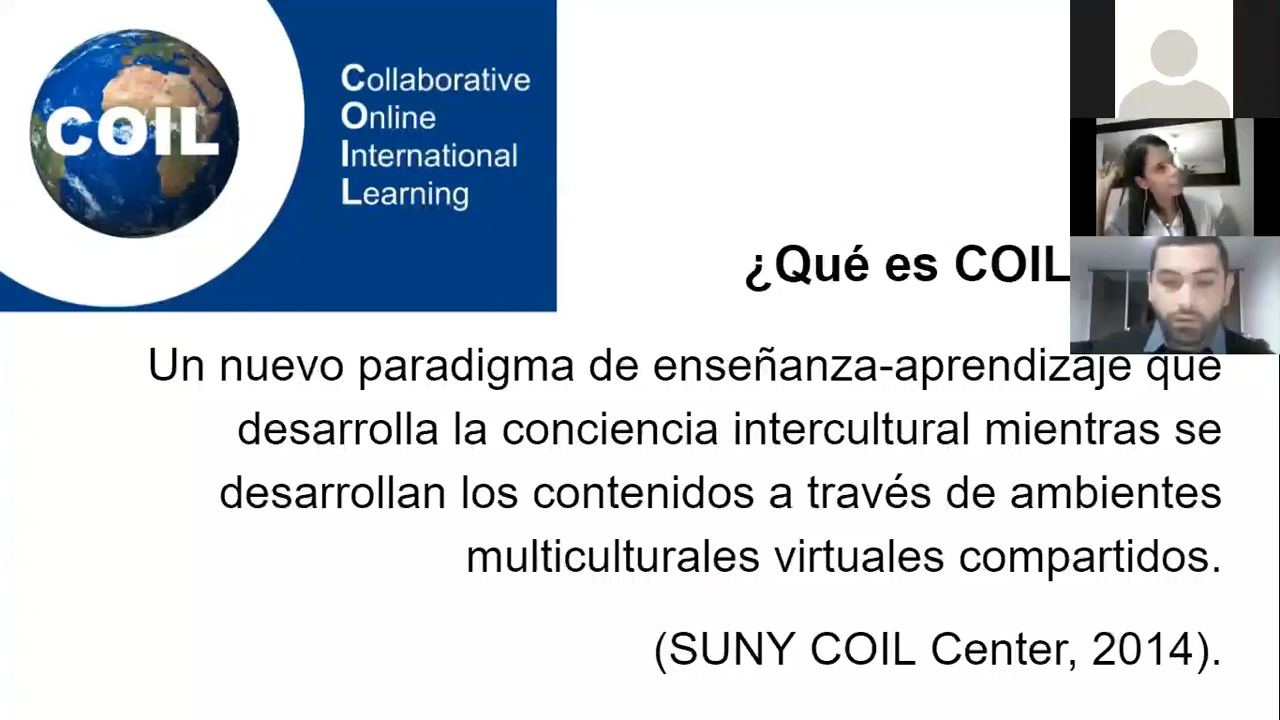 COIL
Collaborative
Online
International
Learning
¿Qué es COIL
Un nuevo paradigma de enseñanza-aprendizaje que
desarrolla la conciencia intercultural mientras se
desarrollan los contenidos a través de ambientes
multiculturales virtuales compartidos.
(SUNY COIL Center, 2014).